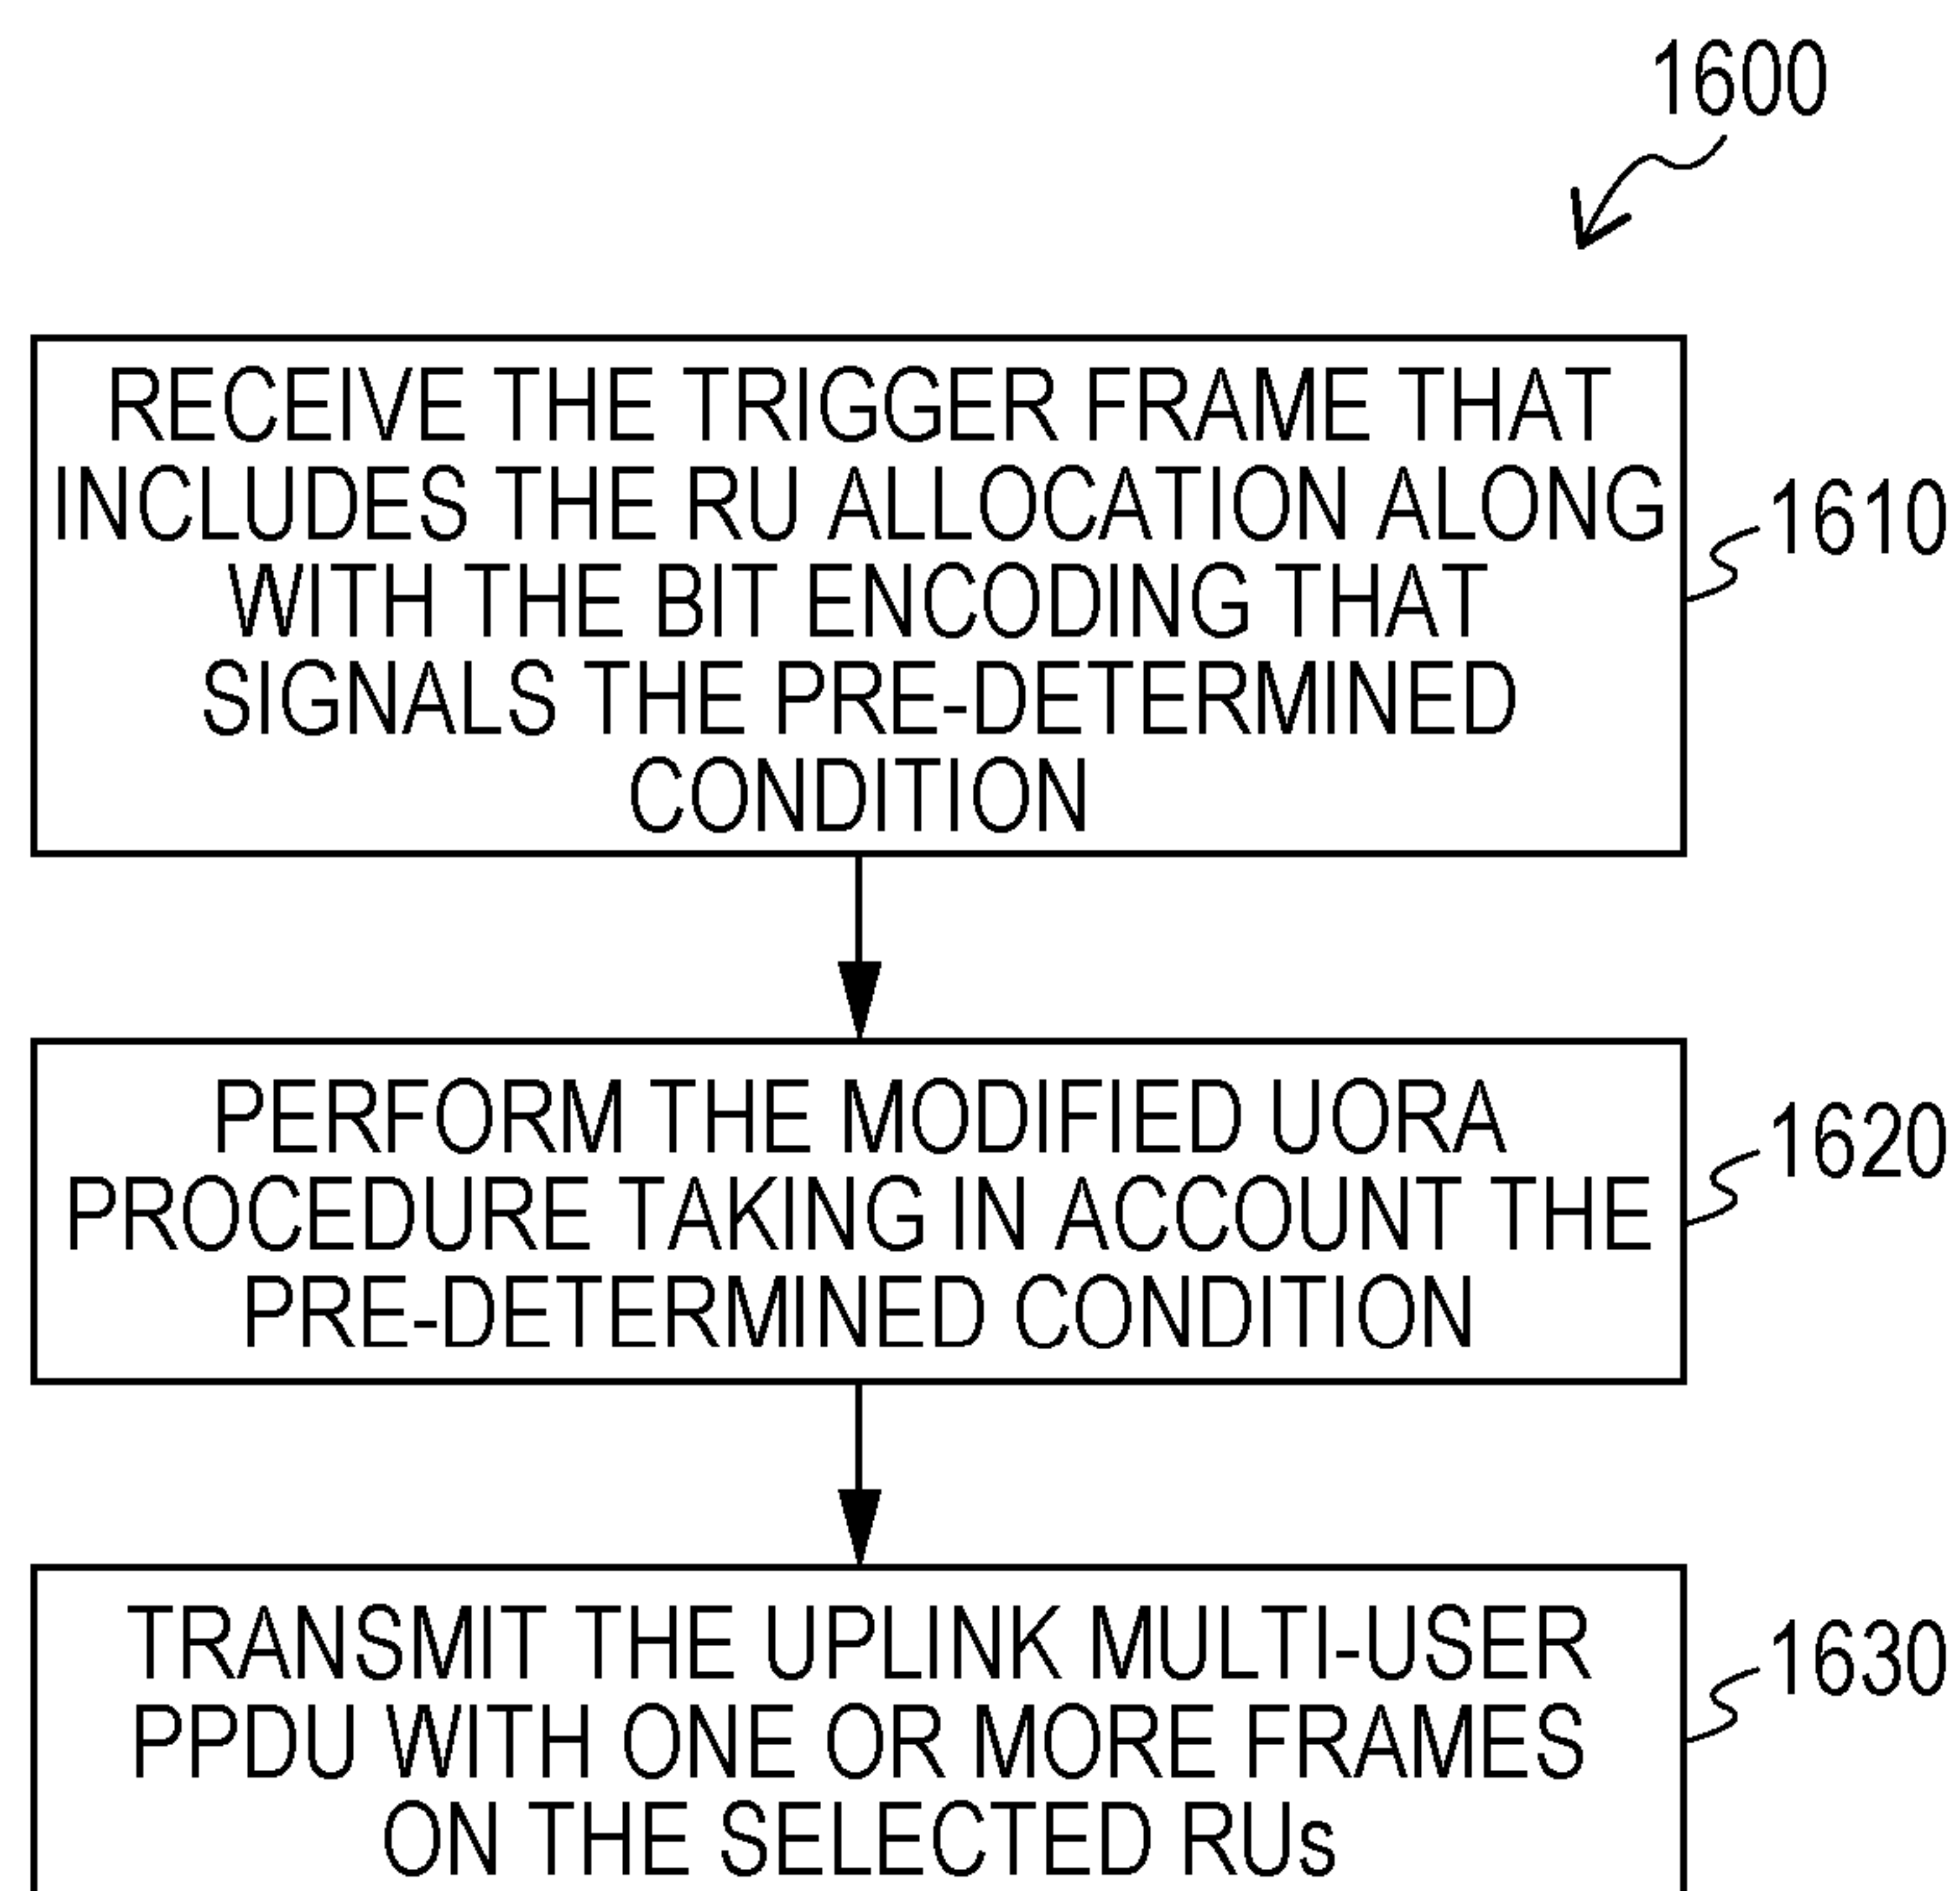 1600
RECEIVE THE TRIGGER FRAME THAT
INCLUDES THE RU ALLOCATION ALONG
WITH THE BIT ENCODING THAT
SIGNALS THE PRE-DETERMINED
CONDITION
1610
PERFORM THE MODIFIED UORA
PROCEDURE TAKING IN ACCOUNT THE
PRE-DETERMINED CONDITION
1620
TRANSMIT THE UPLINK MULTI-USER
PPDU WITH ONE OR MORE FRAMES
ON THE SELECTED RUs
1630